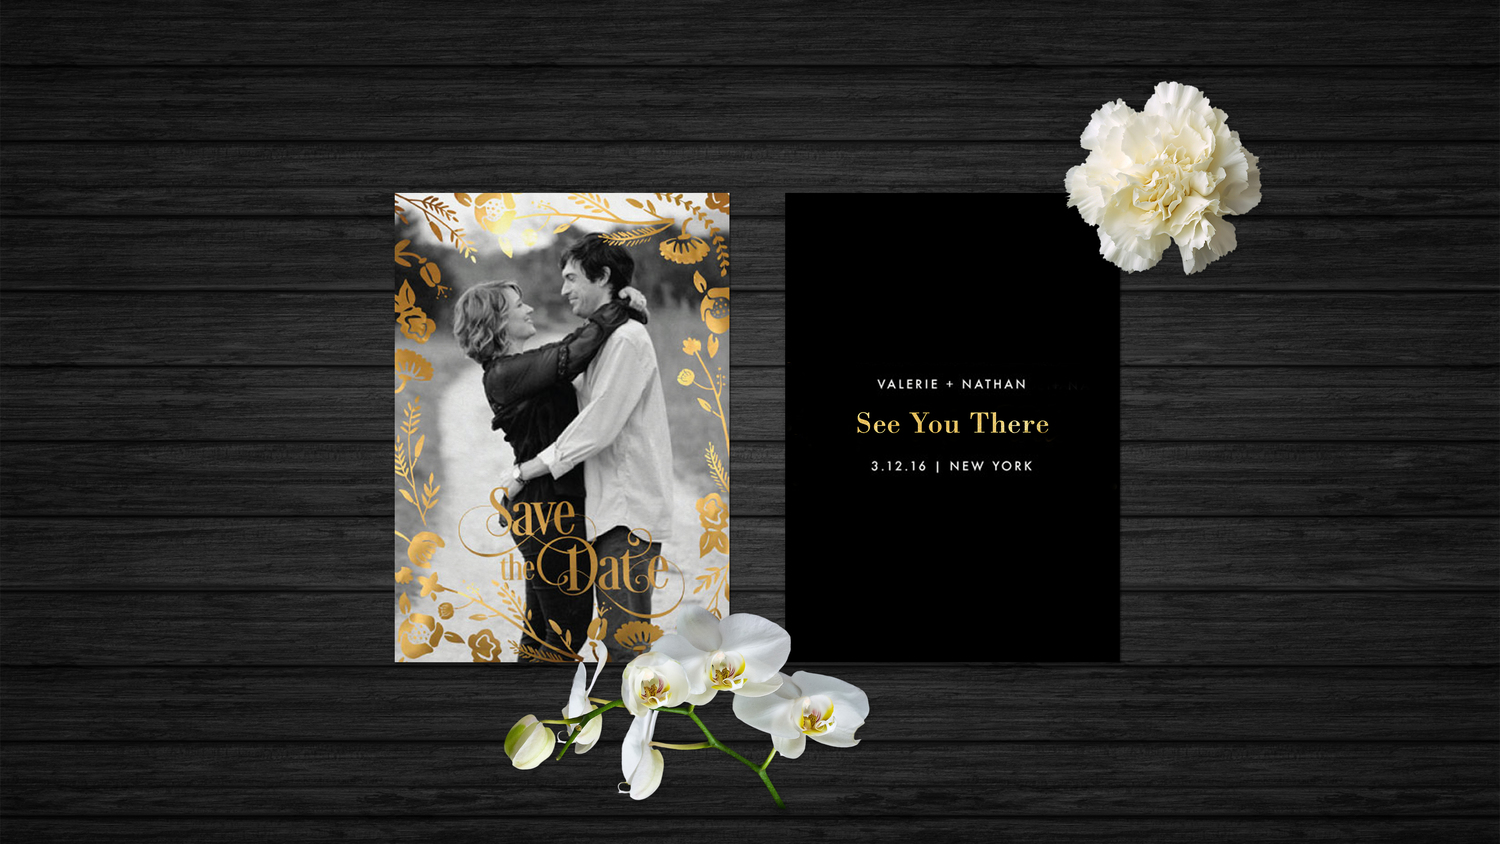 Save
the Date
VALERIE + NATHAN
See You There
3.12.16 | NEW YORK